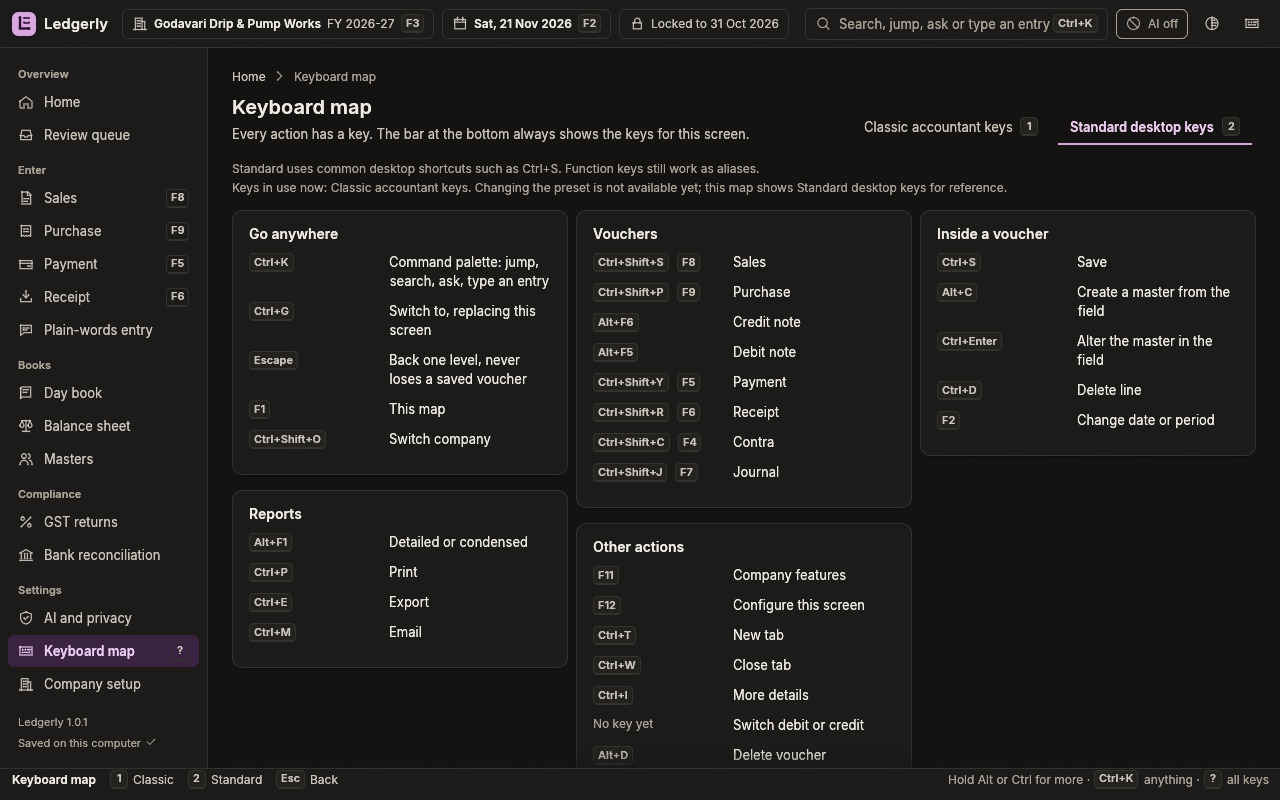 Ledgerly
Godavari Drip & Pump Works FY 2026-27 F3
Sat, 21 Nov 2026 F2
Locked to 31 Oct 2026
Search, jump, ask or type an entry Ctrl+K
AI off
Overview
Home
Review queue
Enter
Sales F8
Purchase F9
Payment F5
Receipt F6
Plain-words entry
Books
Day book
Balance sheet
Masters
Compliance
GST returns
Bank reconciliation
Settings
AI and privacy
Keyboard map ?
Company setup
Ledgerly 1.0.1
Saved on this computer
Home > Keyboard map
Keyboard map
Every action has a key. The bar at the bottom always shows the keys for this screen.
Classic accountant keys 1
Standard desktop keys 2
Standard uses common desktop shortcuts such as Ctrl+S. Function keys still work as aliases.
Keys in use now: Classic accountant keys. Changing the preset is not available yet; this map shows Standard desktop keys for reference.
Go anywhere
Ctrl+K Command palette: jump,
search, ask, type an entry
Ctrl+G Switch to, replacing this
screen
Escape Back one level, never
loses a saved voucher
F1 This map
Ctrl+Shift+O Switch company
Reports
Alt+F1 Detailed or condensed
Ctrl+P Print
Ctrl+E Export
Ctrl+M Email
Vouchers
Ctrl+Shift+S F8 Sales
Ctrl+Shift+P F9 Purchase
Alt+F6 Credit note
Alt+F5 Debit note
Ctrl+Shift+Y F5 Payment
Ctrl+Shift+R F6 Receipt
Ctrl+Shift+C F4 Contra
Ctrl+Shift+J F7 Journal
Other actions
F11 Company features
F12 Configure this screen
Ctrl+T New tab
Ctrl+W Close tab
Ctrl+I More details
No key yet Switch debit or credit
Alt+D Delete voucher
Inside a voucher
Ctrl+S Save
Alt+C Create a master from the
field
Ctrl+Enter Alter the master in the
field
Ctrl+D Delete line
F2 Change date or period
Keyboard map 1 Classic 2 Standard Esc Back
Hold Alt or Ctrl for more · Ctrl+K anything · ? all keys